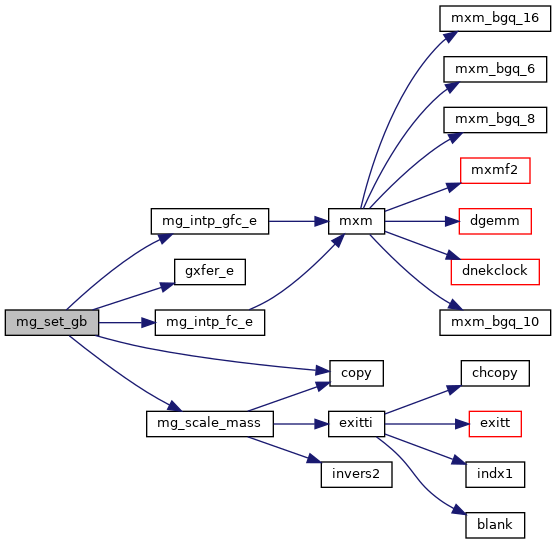 mxm_bgq_16
mxm_bgq_6
mxm_bgq_8
mxmf2
mg_intp_gfc_e
mxm
dgemm
gxfer_e
dnekclock
mg_set_gb
mg_intp_fc_e
mxm_bgq_10
copy
chcopy
mg_scale_mass
exitti
exitt
invers2
indx1
blank